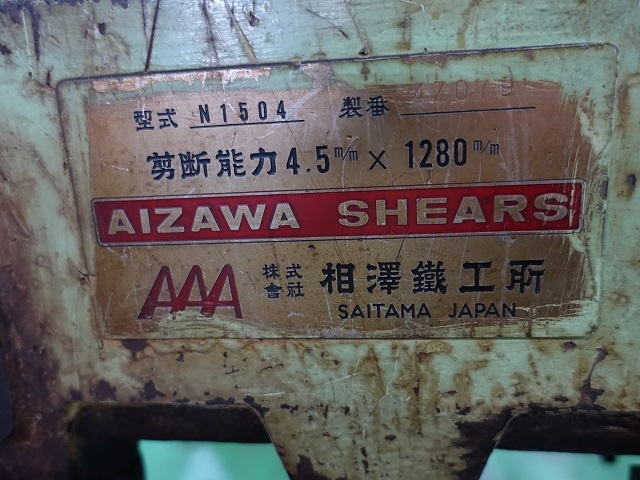 型式 N1504 製番 42079
剪断能力 4.5m/m × 1280m/m
AIZAWA SHEARS
AAA 株式會社 相澤鐵工所
SAITAMA JAPAN